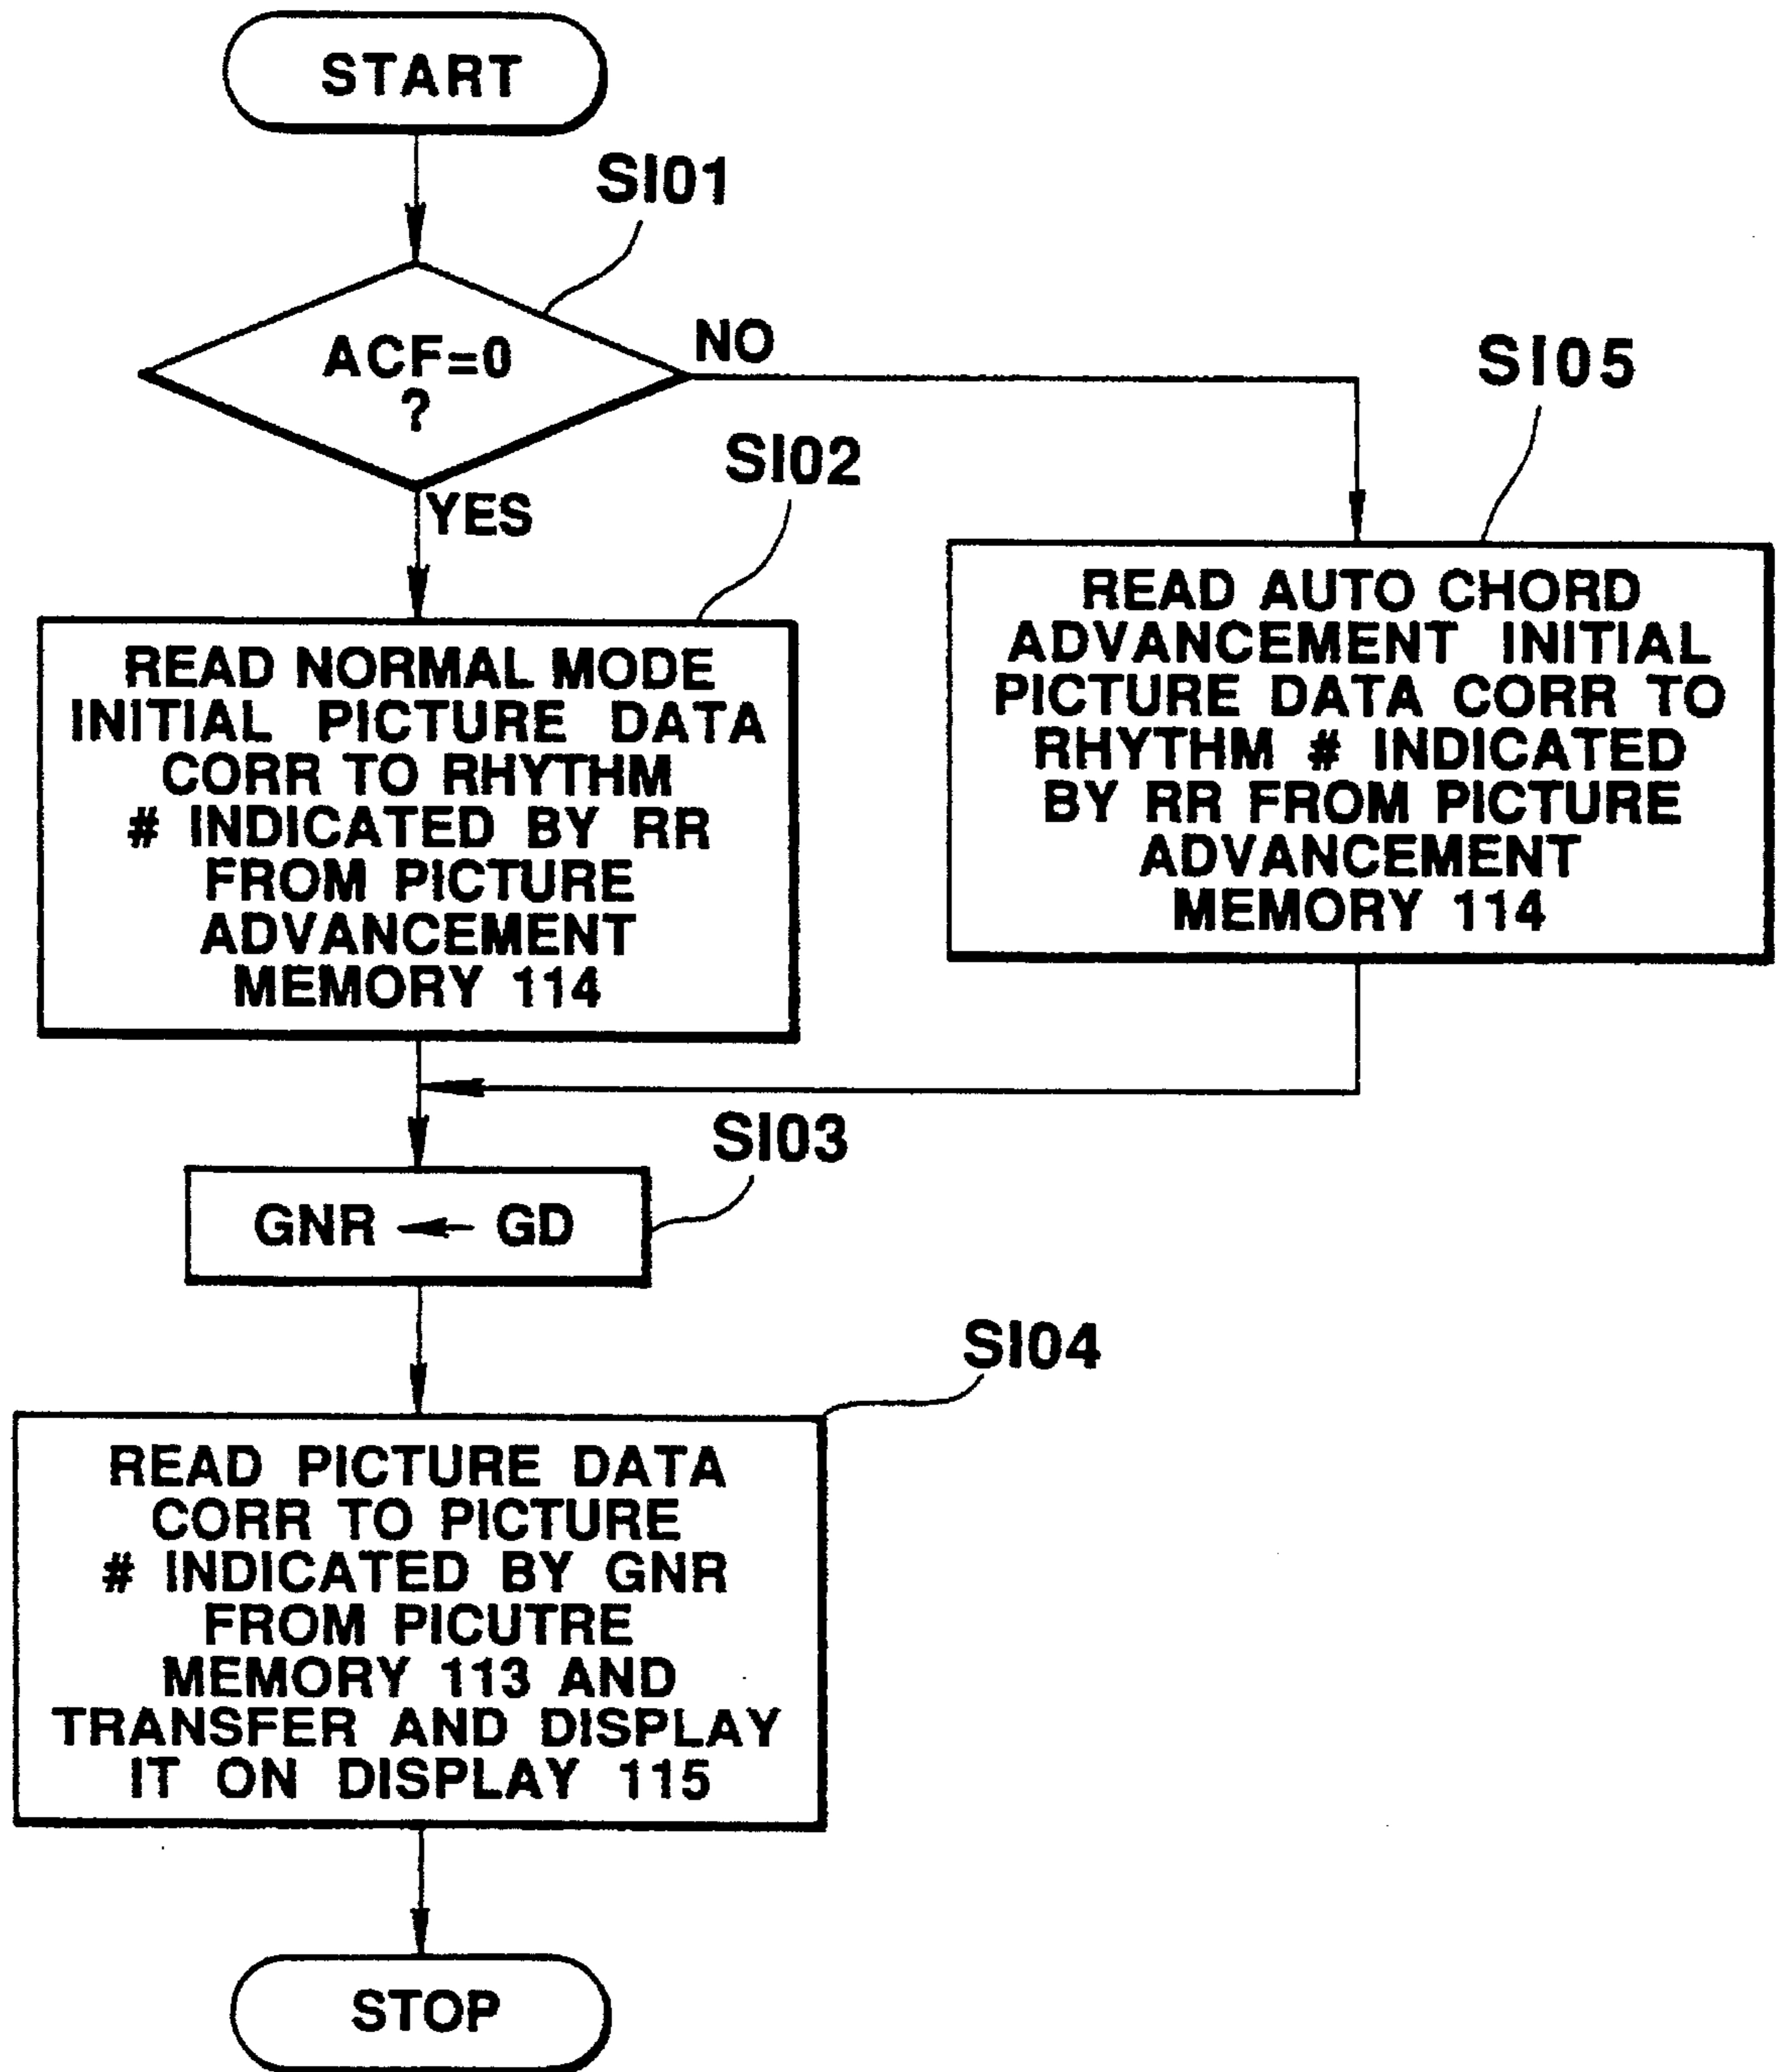 START
SI01
ACF=0
?
NO
YES
SI02
SI05
READ NORMAL MODE
INITIAL PICTURE DATA
CORR TO RHYTHM
# INDICATED BY RR
FROM PICTURE
ADVANCEMENT
MEMORY 114
READ AUTO CHORD
ADVANCEMENT INITIAL
PICTURE DATA CORR TO
RHYTHM # INDICATED
BY RR FROM PICTURE
ADVANCEMENT
MEMORY 114
SI03
GNR ← GD
SI04
READ PICTURE DATA
CORR TO PICTURE
# INDICATED BY GNR
FROM PICUTRE
MEMORY 113 AND
TRANSFER AND DISPLAY
IT ON DISPLAY 115
STOP